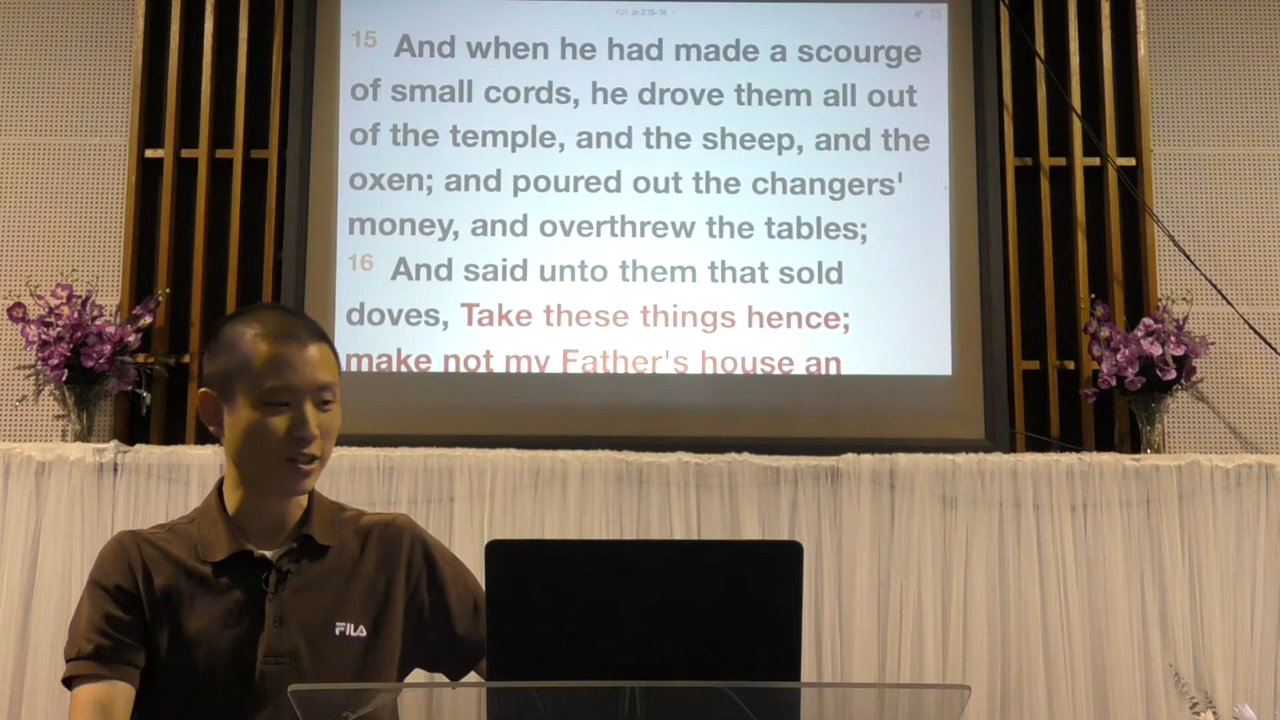 15 And when he had made a scourge
of small cords, he drove them all out
of the temple, and the sheep, and the
oxen; and poured out the changers'
money, and overthrew the tables;
16 And said unto them that sold
doves, Take these things hence;
make not my Father's house an
FILA